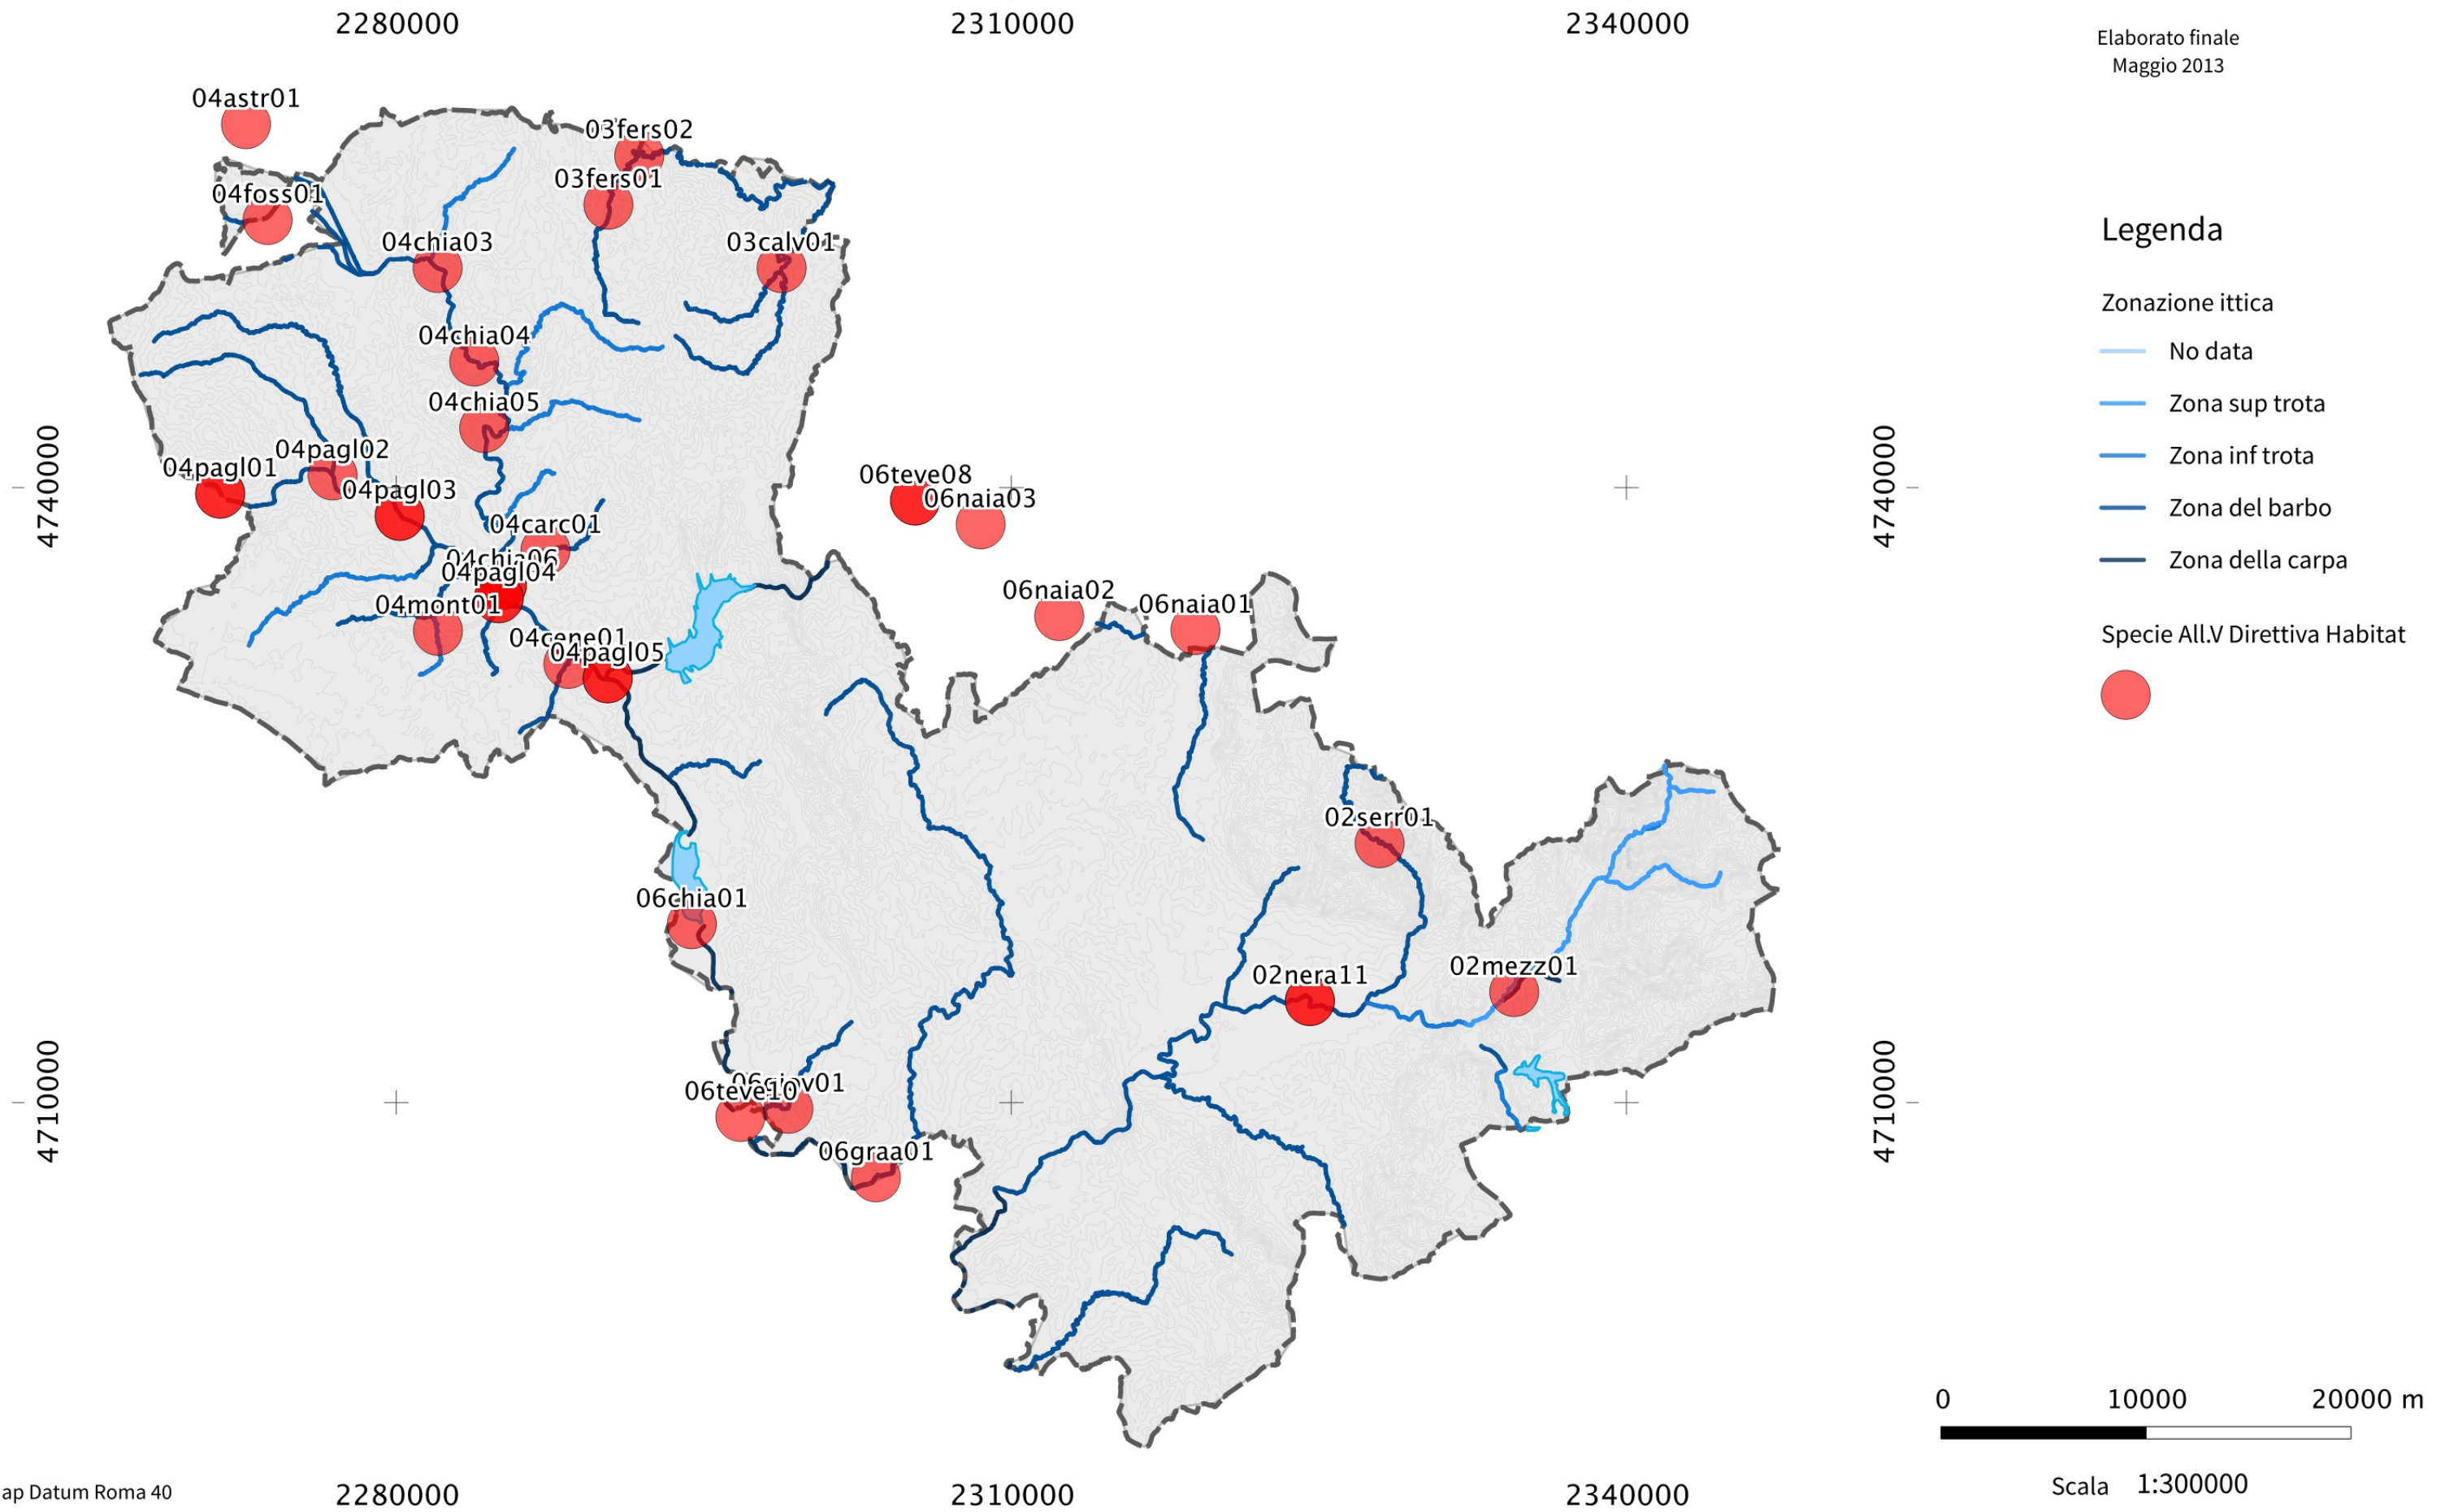 2280000
2310000
2340000
Elaborato finale
Maggio 2013
04astr01
03fers02
03fers01
04foss01
04chia03
03calv01
04chia04
04chia05
04pagl02
04pagl01
04pagl03
06teve08
06naia03
04carc01
04chia06
04pagl04
04mont01
06naia02
06naia01
04cene01
04pagl05
02serr01
06chia01
02nera11
02mezz01
06giov01
06teve10
06graa01
4740000
4740000
4710000
4710000
Legenda
Zonazione ittica
No data
Zona sup trota
Zona inf trota
Zona del barbo
Zona della carpa
Specie All.V Direttiva Habitat
0 10000 20000 m
Scala 1:300000
ap Datum Roma 40
2280000
2310000
2340000